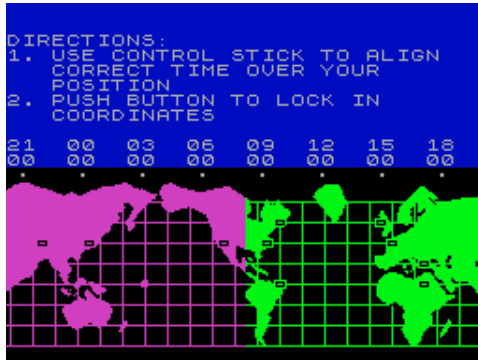 DIRECTIONS:
1. USE CONTROL STICK TO ALIGN
CORRECT TIME OVER YOUR
POSITION
2. PUSH BUTTON TO LOCK IN
COORDINATES
21 00 03 06 09 12 15 18
00 00 00 00 00 00 00 00